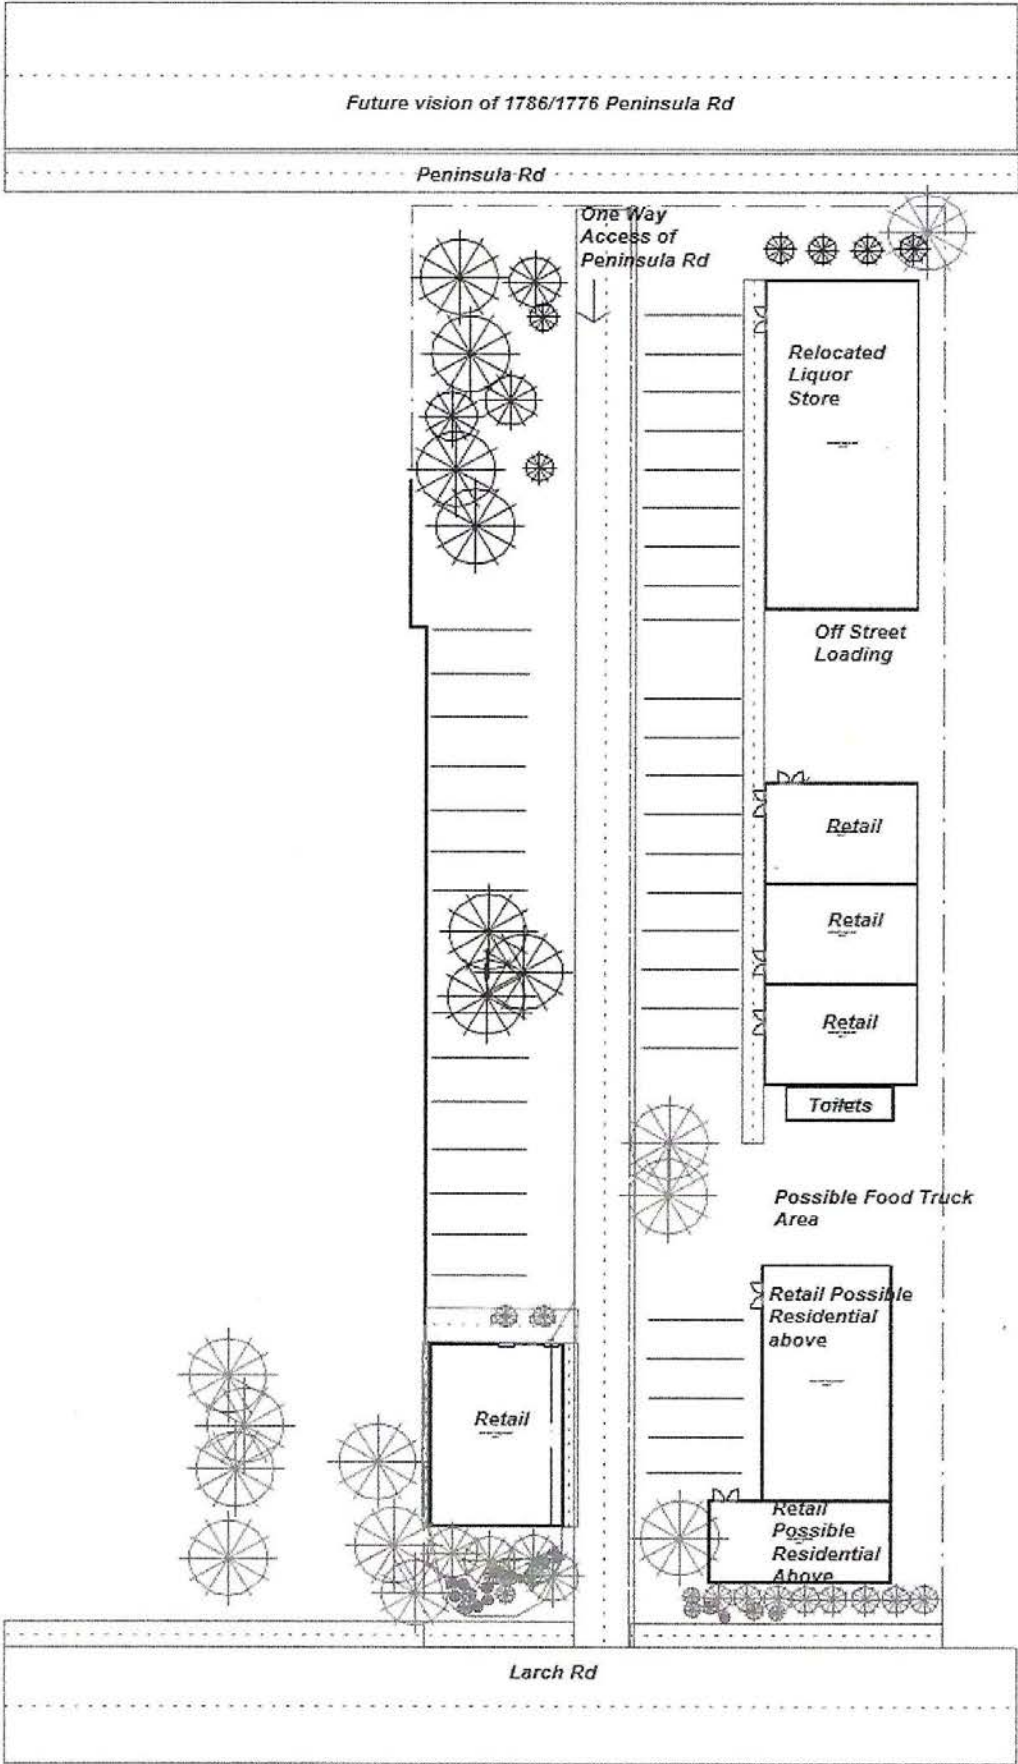 Future vision of 1786/1776 Peninsula Rd
Peninsula Rd
One Way
Access of
Peninsula Rd
Relocated
Liquor
Store
Off Street
Loading
Retail
Retail
Retail
Toilets
Possible Food Truck
Area
Retail Possible
Residential
above
Retail
Retail
Possible
Residential
Above
Larch Rd